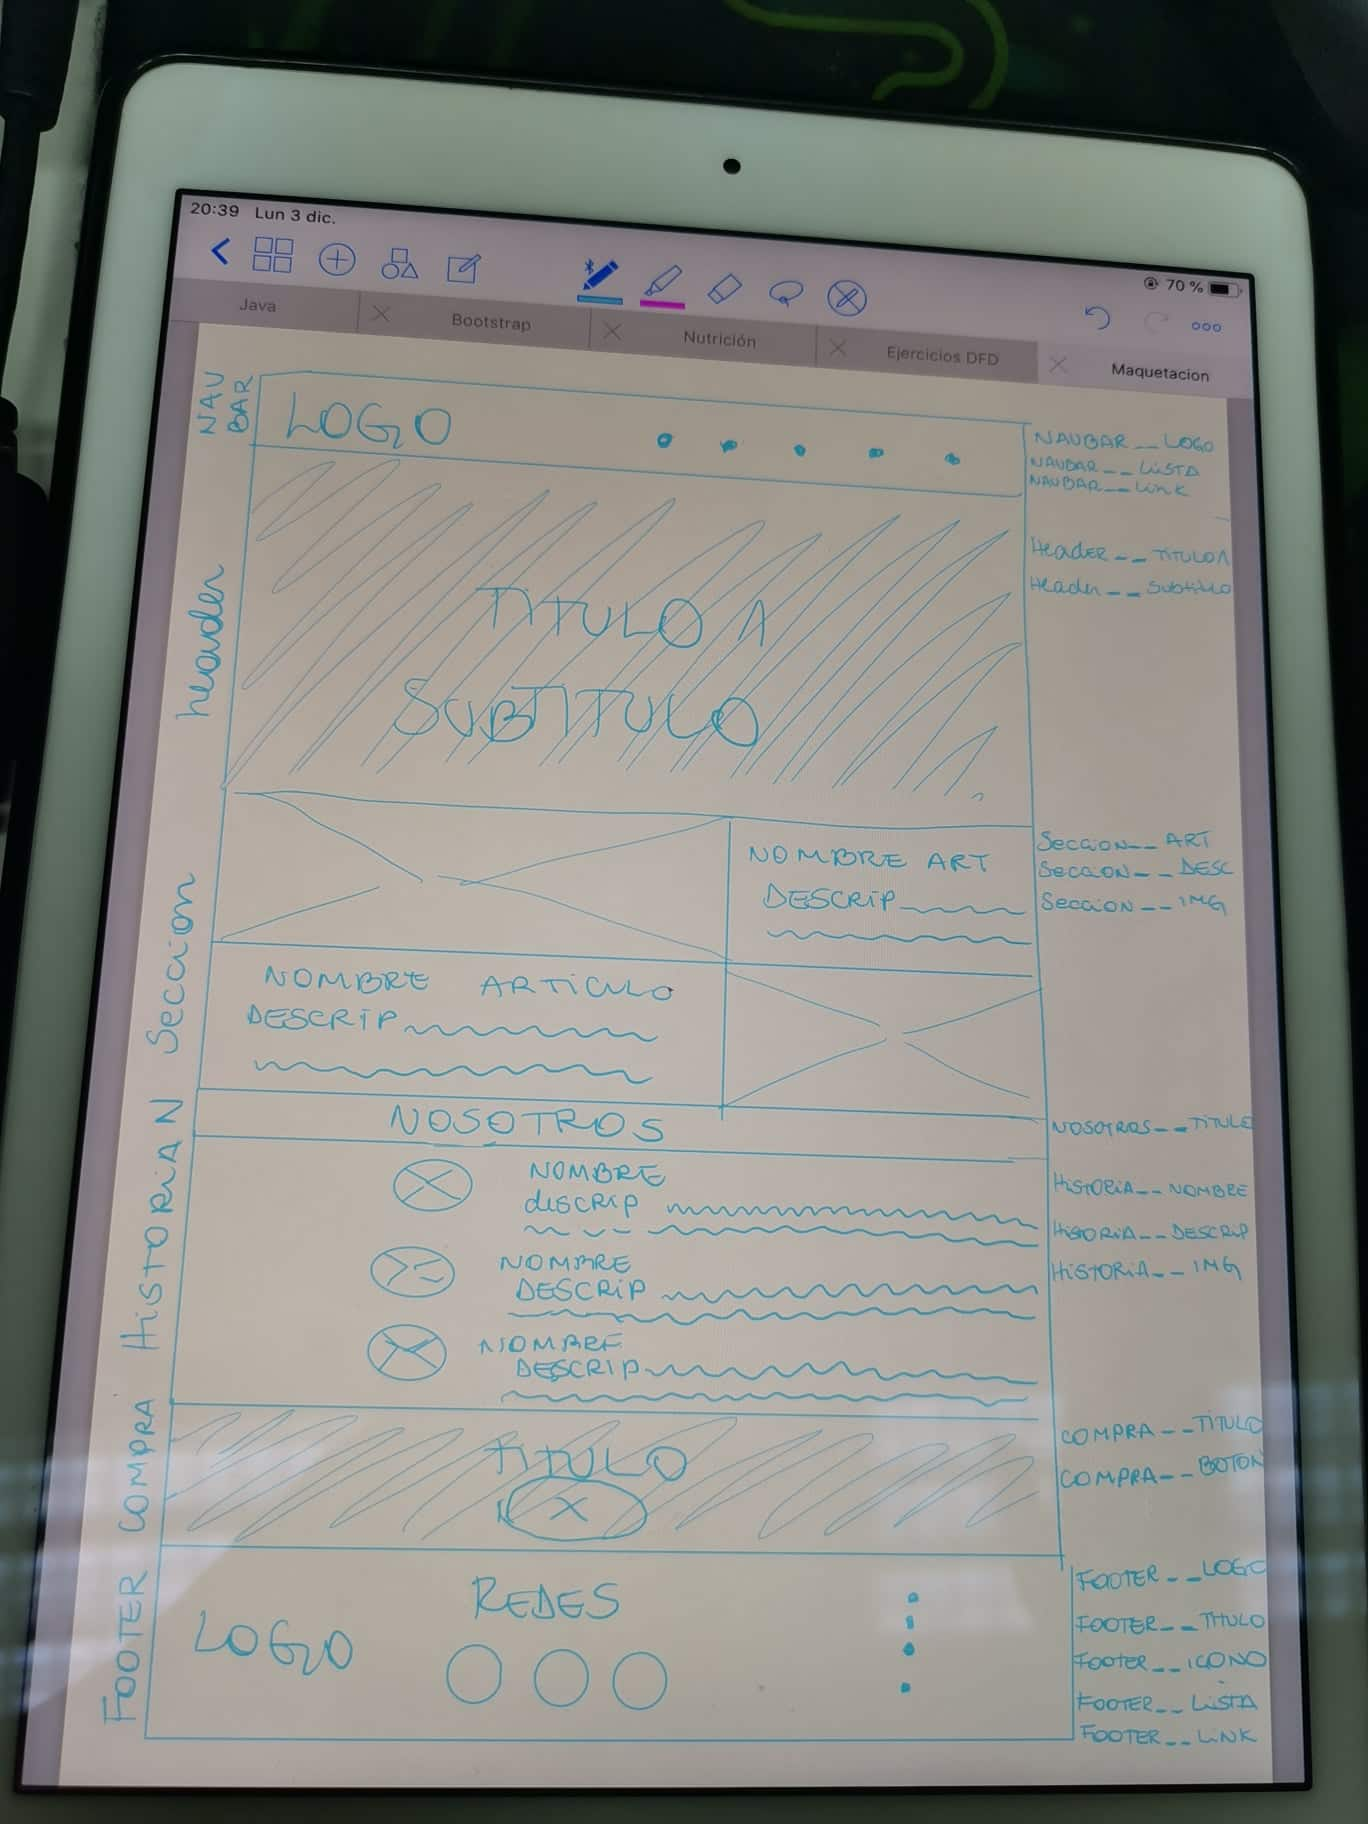 20:39 Lun 3 dic.
70 %
Java
Bootstrap
Nutrición
Ejercicios DFD
Maquetacion
NAV
BAR
LOGO
NAVBAR__LOGO
NAVBAR__LiSTA
NAVBAR__Link
header
TiTULO 1
SUBTITULO
HeadER__TiTULO1
Header__Subtitulo
Seccion
NOMBRE ART
DESCRiP
Seccion__ART
Seccion__DESC
Seccion__iMG
NOMBRE ARTiCULO
DESCRiP
NOSOTROS
NOSOTROS__TiTULE
HiSTORiAN
NOMBRE
diSCRiP
NOMBRE
DESCRiP
NOMBRE
DESCRiP
HiSTORiA__NOMBRE
HiSTORiA__DESCRiP
HiSTORiA__iMG
COMPRA
TiTULO
X
COMPRA__TiTULO
COMPRA__BOTON
FOOTER
LOGO
REDES
FOOTER__LOGO
FOOTER__TiTULO
FOOTER__iCONO
FOOTER__LiSTA
FOOTER__LiNK